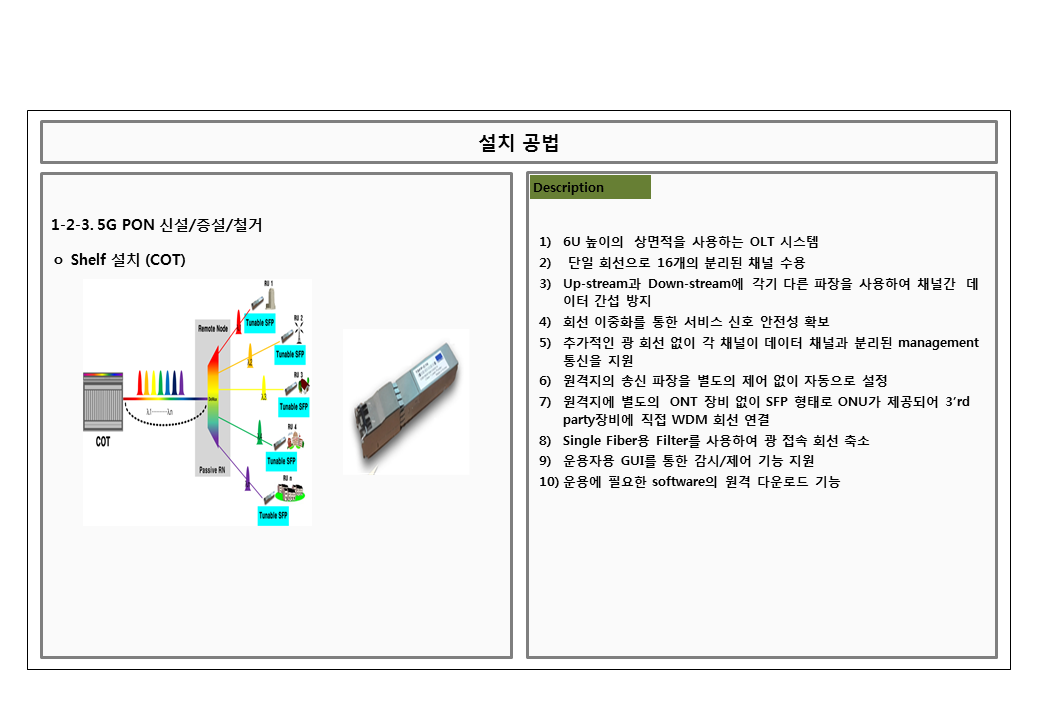 설치 공법
1-2-3. 5G PON 신설/증설/철거
ㅇ Shelf 설치 (COT)
RU 1
Tunable SFP
Remote Node
RU 2
Tunable SFP
λ2
RU 3
λ3
Tunable SFP
λ1 λn
DeMux
COT
RU 4
Tunable SFP
Passive RN
RU n
Tunable SFP
Description
1) 6U 높이의 상면적을 사용하는 OLT 시스템
2) 단일 회선으로 16개의 분리된 채널 수용
3) Up-stream과 Down-stream에 각기 다른 파장을 사용하여 채널간 데
이터 간섭 방지
4) 회선 이중화를 통한 서비스 신호 안전성 확보
5) 추가적인 광 회선 없이 각 채널이 데이터 채널과 분리된 management
통신을 지원
6) 원격지의 송신 파장을 별도의 제어 없이 자동으로 설정
7) 원격지에 별도의 ONT 장비 없이 SFP 형태로 ONU가 제공되어 3’rd
party장비에 직접 WDM 회선 연결
8) Single Fiber용 Filter를 사용하여 광 접속 회선 축소
9) 운용자용 GUI를 통한 감시/제어 기능 지원
10) 운용에 필요한 software의 원격 다운로드 기능